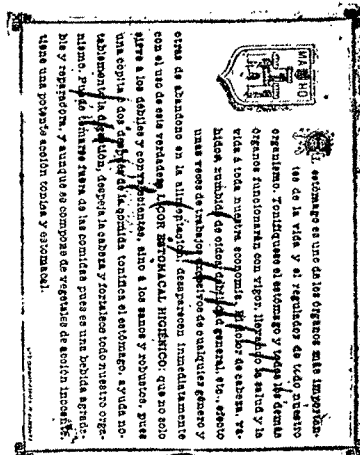 El estómago es uno de los órganos más importan-
tes de la vida y el regulador de todo nuestro
organismo. Tonifíquese el estómago y todos los demás
órganos funcionarán con vigor, llevando la salud y la
vida á toda nuestra economía. El dolor de cabeza, va-
hidos, zumbido de oídos, debilidad general, etc., efecto
unas veces de trabajos excesivos de cualquier género y
otras de abandono en la alimentación, desaparecen inmediatamente
con el uso de este verdadero LICOR ESTOMACAL HIGIÉNICO; que no solo
sirve a los débiles y convalecientes, sino á los sanos y robustos, pues
una copita ó dos después de la comida tonifica el estómago, ayuda no-
tablemente la digestión, despeja la cabeza y fortalece todo nuestro orga-
nismo. Puede tomarse fuera de las comidas pues es una bebida agrada-
ble y reparadora, y aunque se compone de vegetales de acción inocente,
tiene una potente acción tónica y estomacal.